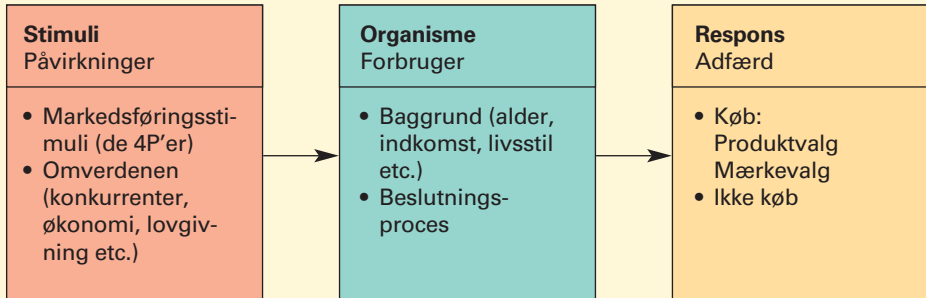 Stimuli
Påvirkninger
• Markedsføringssti-
muli (de 4P'er)
• Omverdenen
(konkurrenter,
økonomi, lovgiv-
ning etc.)
Organisme
Forbruger
• Baggrund (alder,
indkomst, livsstil
etc.)
• Beslutnings-
proces
Respons
Adfærd
• Køb:
Produktvalg
Mærkevalg
• Ikke køb